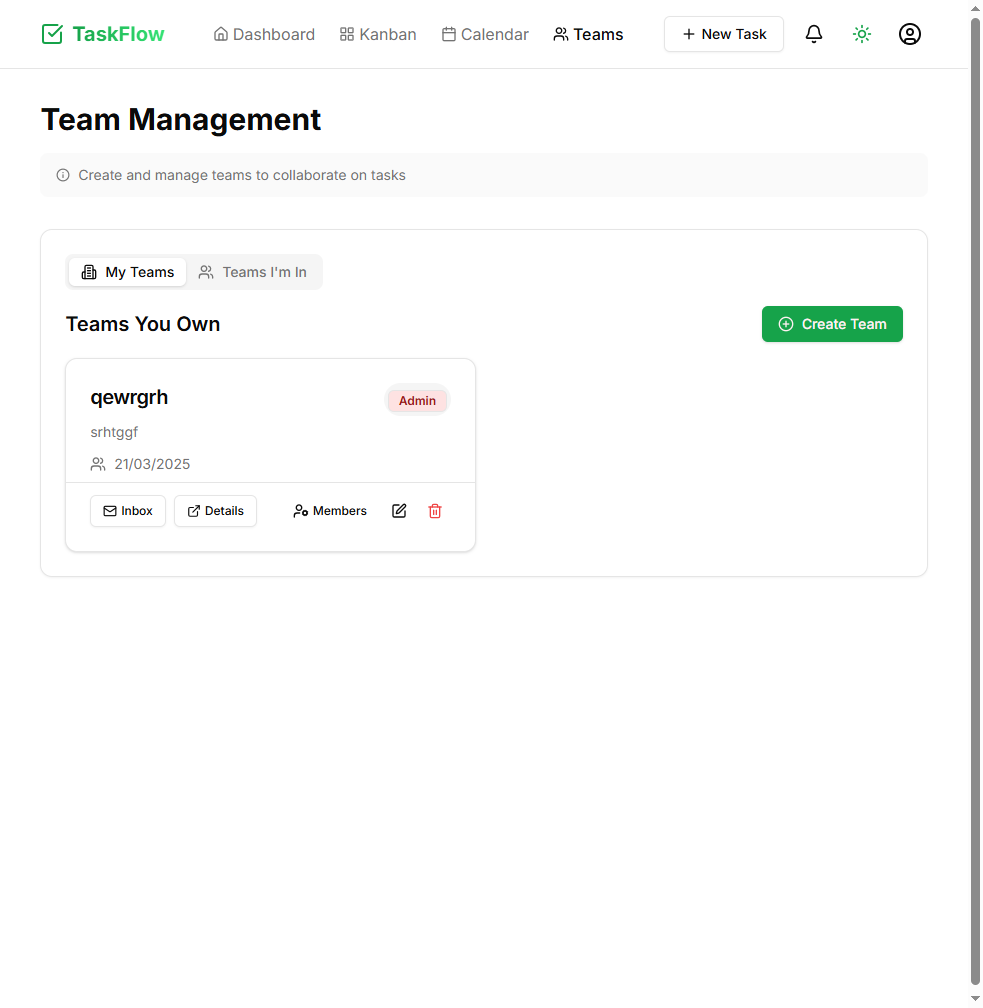 TaskFlow Dashboard Kanban Calendar Teams New Task
Team Management
Create and manage teams to collaborate on tasks
My Teams Teams I'm In
Teams You Own Create Team
qewrgrh Admin
srhtggf
21/03/2025
Inbox Details Members